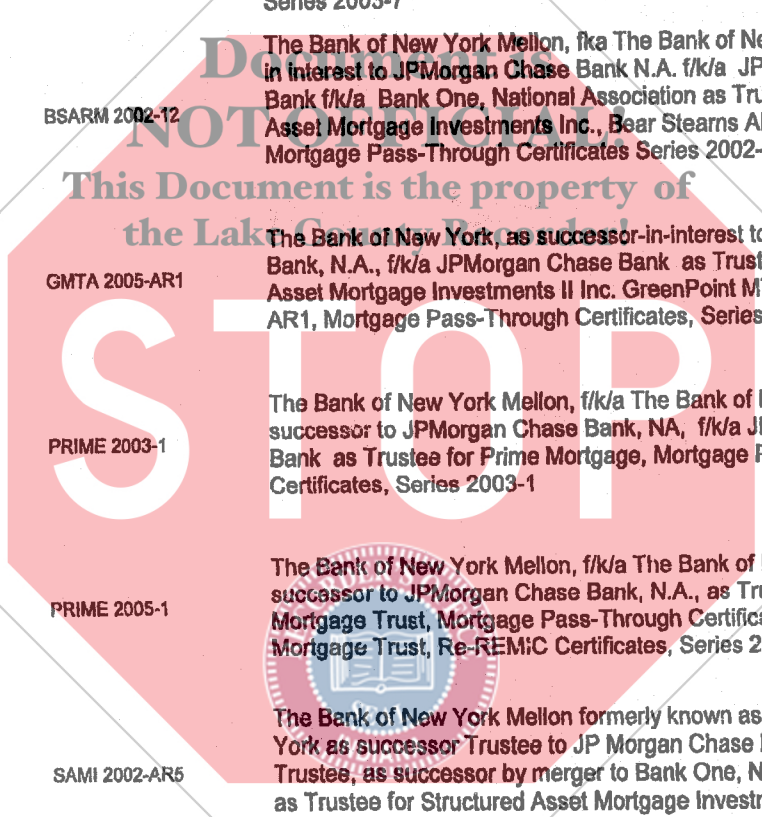 Series 2003-7
The Bank of New York Mellon, fka The Bank of Ne
in interest to JPMorgan Chase Bank N.A. f/k/a JP
BSARM 2002-12
Bank f/k/a Bank One, National Association as Tru
Asset Mortgage Investments Inc., Bear Stearns Al
Mortgage Pass-Through Certificates Series 2002-
Document is
NOT OFFICIAL!
This Document is the property of
the Lake County Recorder!
The Bank of New York, as successor-in-interest to
GMTA 2005-AR1
Bank, N.A., f/k/a JPMorgan Chase Bank as Trust
Asset Mortgage Investments II Inc. GreenPoint M
AR1, Mortgage Pass-Through Certificates, Series
STOP
The Bank of New York Mellon, f/k/a The Bank of
successor to JPMorgan Chase Bank, NA, f/k/a J
PRIME 2003-1
Bank as Trustee for Prime Mortgage, Mortgage P
Certificates, Series 2003-1
The Bank of New York Mellon, f/k/a The Bank of
successor to JPMorgan Chase Bank, N.A., as Tru
PRIME 2005-1
Mortgage Trust, Mortgage Pass-Through Certifica
Mortgage Trust, Re-REMIC Certificates, Series 2
SEAL
INDIANA
The Bank of New York Mellon formerly known as
York as successor Trustee to JP Morgan Chase
SAMI 2002-AR5
Trustee, as successor by merger to Bank One, N
as Trustee for Structured Asset Mortgage Investm